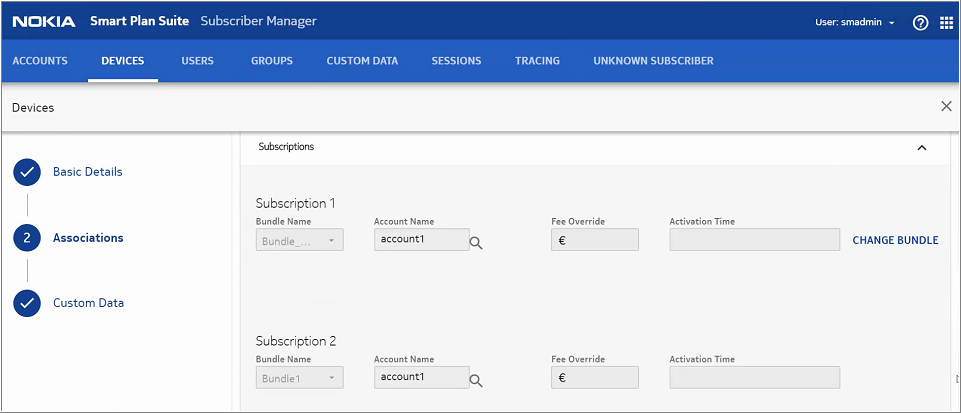 NOKIA Smart Plan Suite Subscriber Manager User: smadmin
ACCOUNTS DEVICES USERS GROUPS CUSTOM DATA SESSIONS TRACING UNKNOWN SUBSCRIBER
Devices
Subscriptions
Basic Details
2 Associations
Custom Data
Subscription 1
Bundle Name Account Name Fee Override Activation Time
Bundle_... account1 € CHANGE BUNDLE
Subscription 2
Bundle Name Account Name Fee Override Activation Time
Bundle1 account1 €